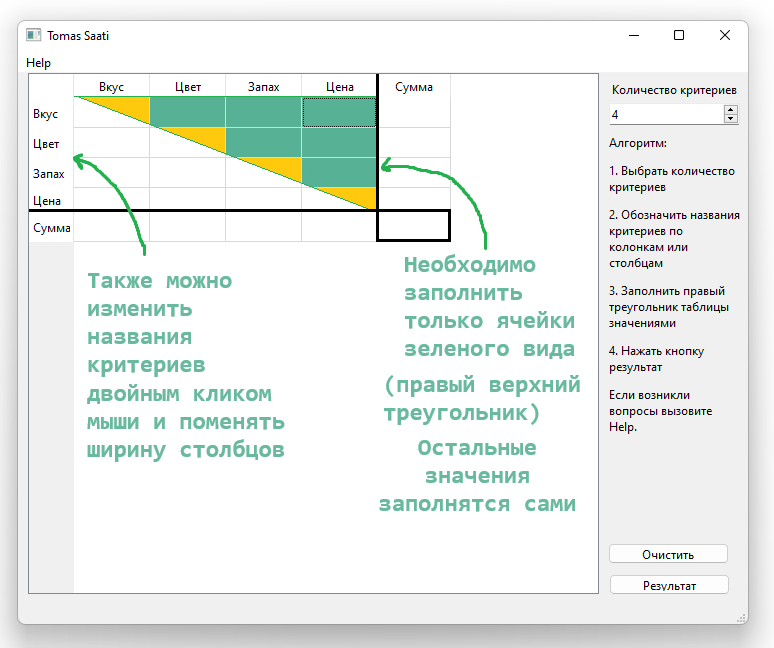 Tomas Saati
Help
Вкус Цвет Запах Цена Сумма
Вкус
Цвет
Запах
Цена
Сумма
Также можно
изменить
названия
критериев
двойным кликом
мыши и поменять
ширину столбцов
Необходимо
заполнить
только ячейки
зеленого вида
(правый верхний
треугольник)
Остальные
значения
заполнятся сами
Количество критериев
4
Алгоритм:
1. Выбрать количество
критериев
2. Обозначить названия
критериев по
колонкам или
столбцам
3. Заполнить правый
треугольник таблицы
значениями
4. Нажать кнопку
результат
Если возникли
вопросы вызовите
Help.
Очистить
Результат